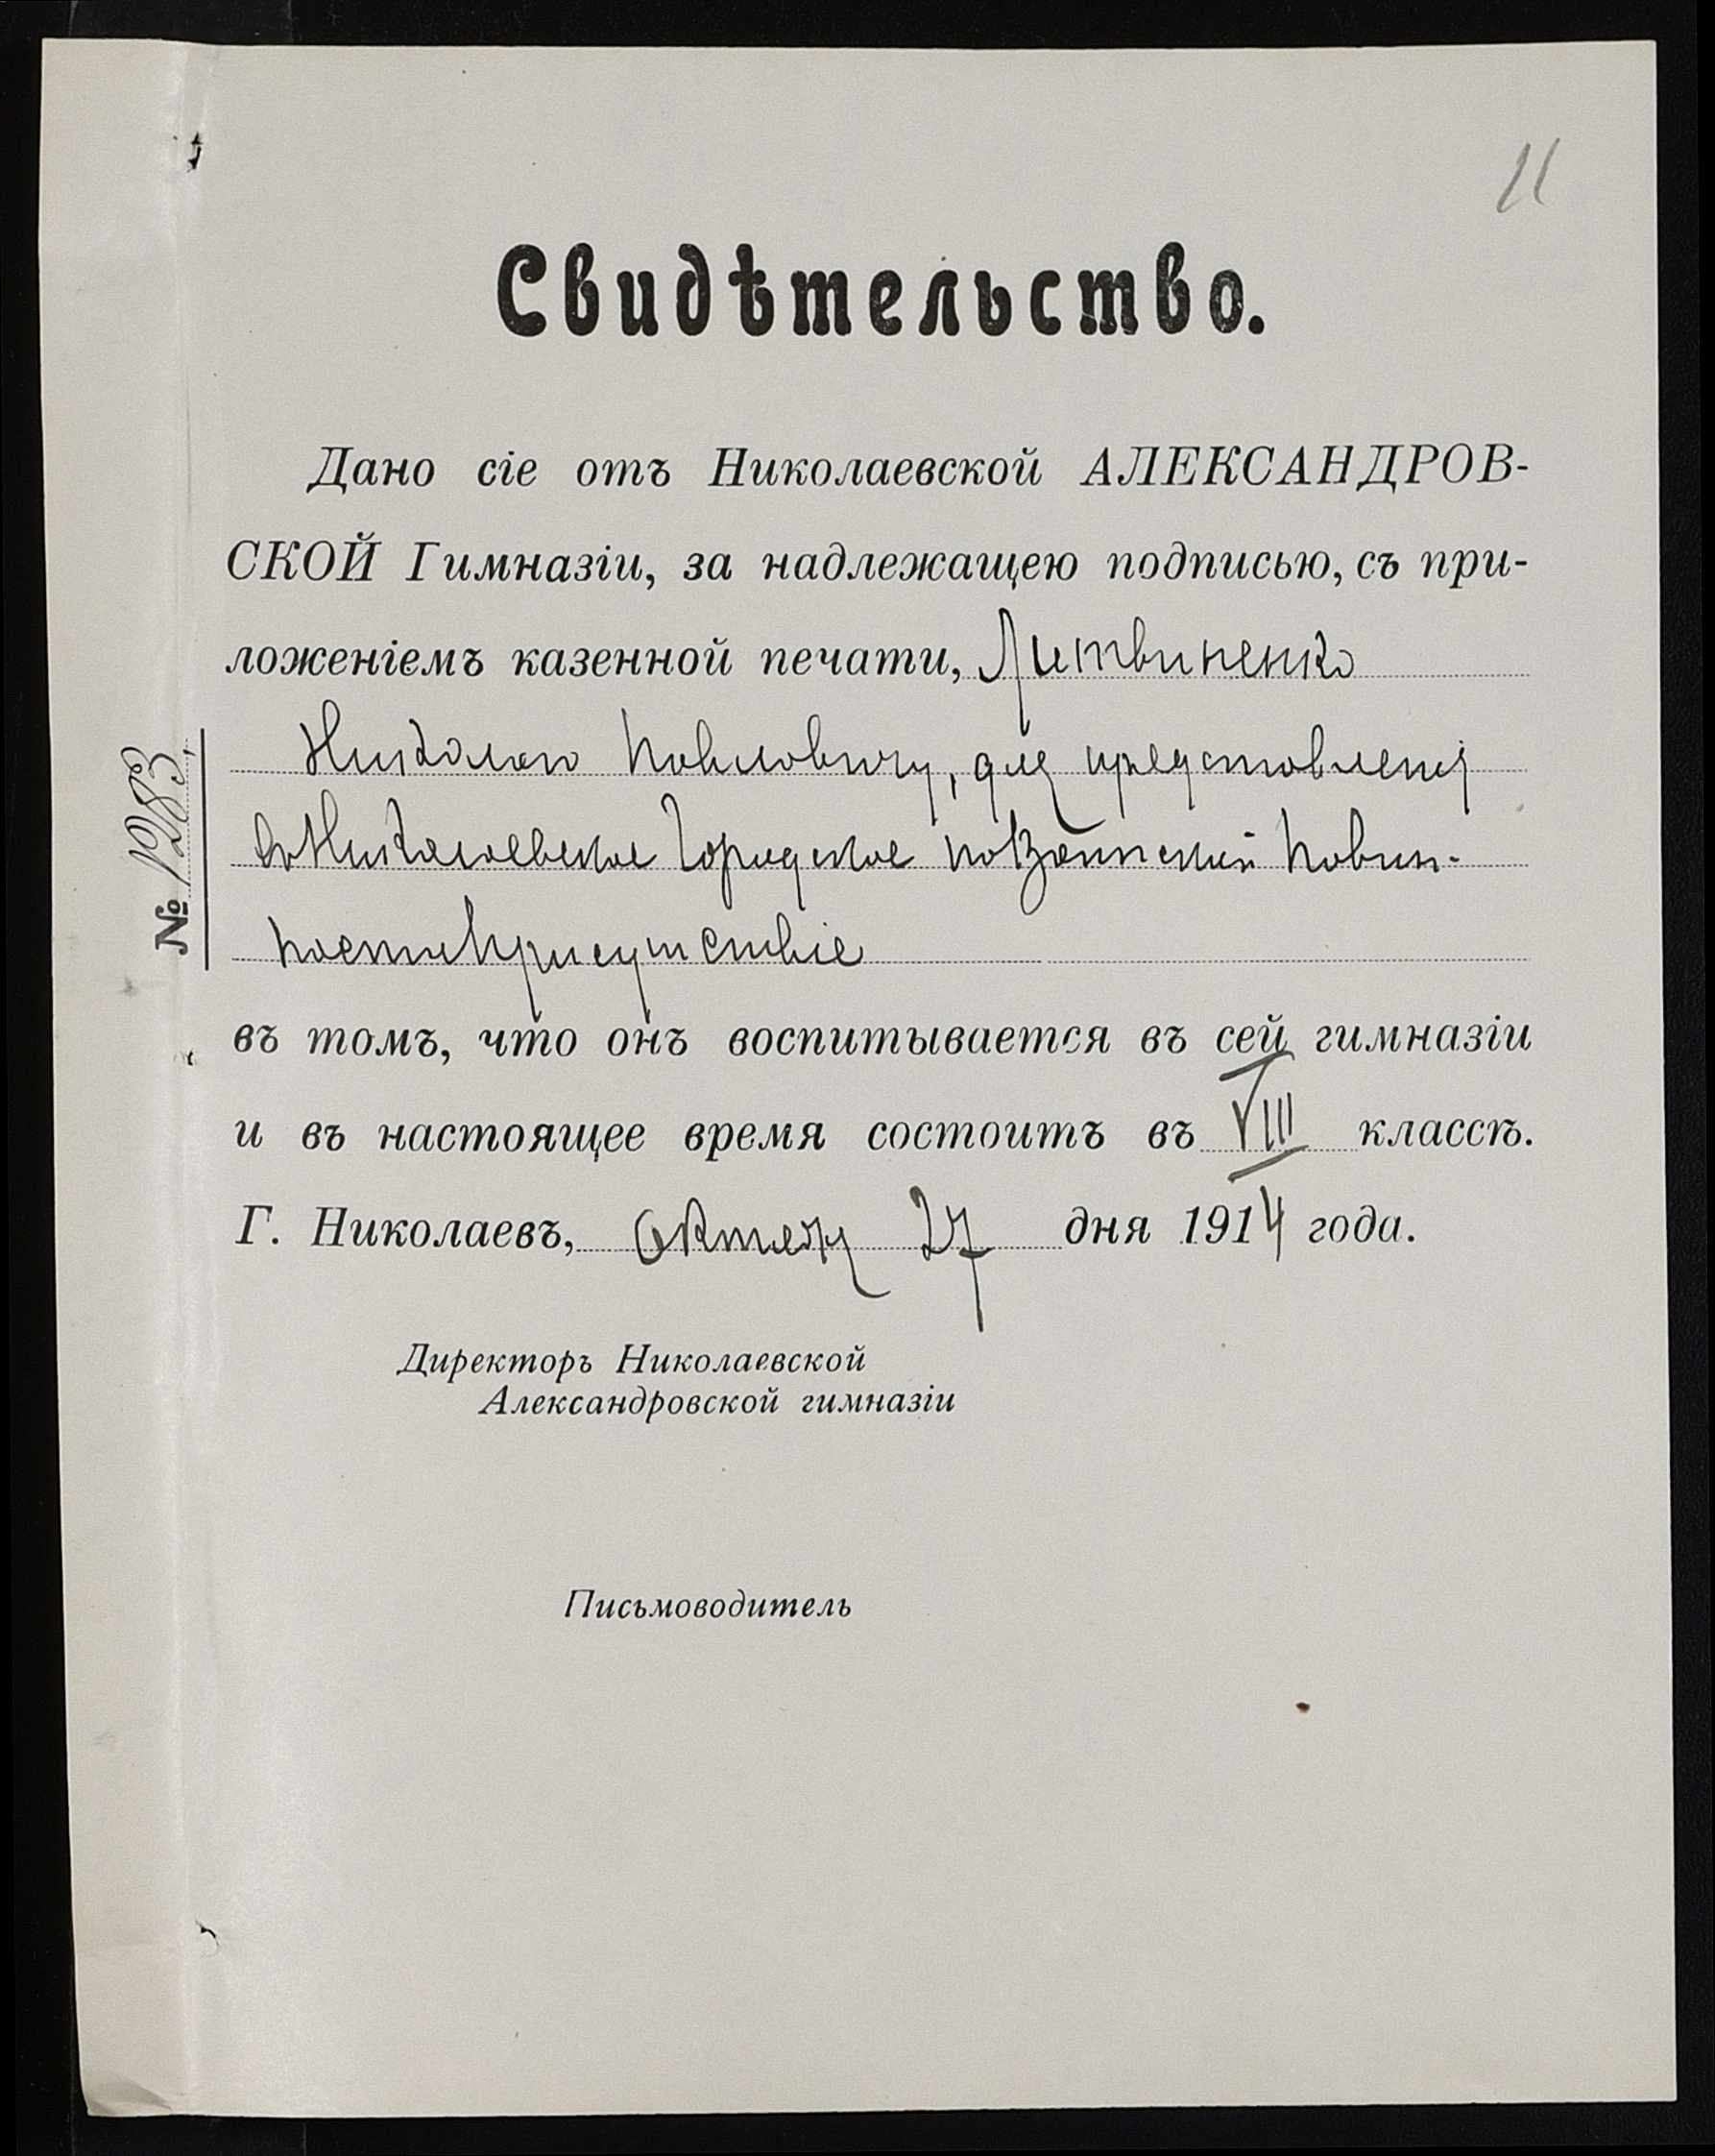 11
Свидѣтельство.
Дано сіе отъ Николаевской АЛЕКСАНДРОВ-
СКОЙ Гимназіи, за надлежащею подписью, съ при-
ложеніемъ казенной печати, Литвиненко
Николаю Павловичу, для представленія
въ Николаевское Городское по Воинской Повин-
ности Присутствіе
№ 1283,
въ томъ, что онъ воспитывается въ сей гимназіи
и въ настоящее время состоитъ въ VIII классѣ.
Г. Николаевъ, Октября 27 дня 1914 года.
Директоръ Николаевской
Александровской гимназіи
Письмоводитель